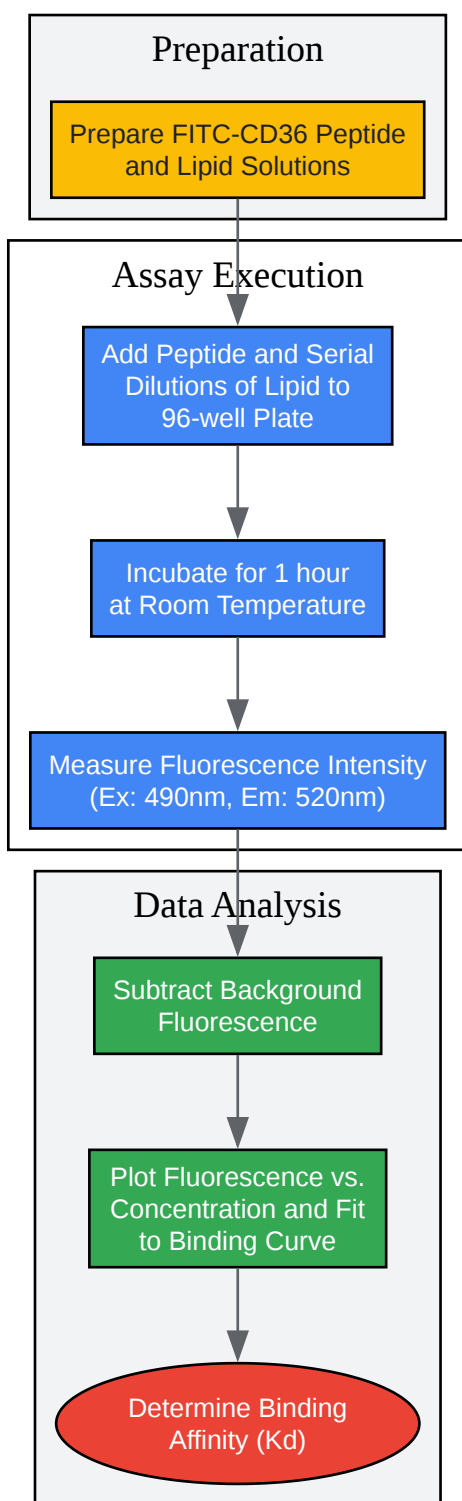 Preparation
Prepare FITC-CD36 Peptide
and Lipid Solutions
Assay Execution
Add Peptide and Serial
Dilutions of Lipid to
96-well Plate
Incubate for 1 hour
at Room Temperature
Measure Fluorescence Intensity
(Ex: 490nm, Em: 520nm)
Data Analysis
Subtract Background
Fluorescence
Plot Fluorescence vs.
Concentration and Fit
to Binding Curve
Determine Binding
Affinity (Kd)